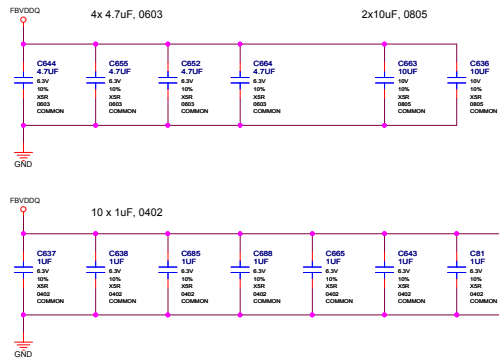 FBVDDQ
4x 4.7uF, 0603
2x10uF, 0805
C644
4.7UF
6.3V
10%
X5R
0603
COMMON
C655
4.7UF
6.3V
10%
X5R
0603
COMMON
C652
4.7UF
6.3V
10%
X5R
0603
COMMON
C664
4.7UF
6.3V
10%
X5R
0603
COMMON
C663
10UF
10V
10%
X5R
0805
COMMON
C636
10UF
10V
10%
X5R
0805
COMMON
GND
FBVDDQ
10 x 1uF, 0402
C637
1UF
6.3V
10%
X5R
0402
COMMON
C638
1UF
6.3V
10%
X5R
0402
COMMON
C685
1UF
6.3V
10%
X5R
0402
COMMON
C688
1UF
6.3V
10%
X5R
0402
COMMON
C665
1UF
6.3V
10%
X5R
0402
COMMON
C643
1UF
6.3V
10%
X5R
0402
COMMON
C81
1UF
6.3V
10%
X5R
0402
COMMON
GND